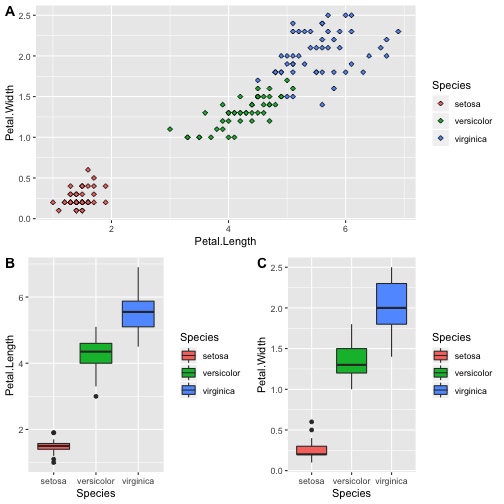 A
2.5
2.0
1.5
1.0
0.5
0.0
Petal.Width
2 4 6
Petal.Length
Species
setosa
versicolor
virginica
B
6
4
2
Petal.Length
setosa versicolor virginica
Species
Species
setosa
versicolor
virginica
C
2.5
2.0
1.5
1.0
0.5
0.0
Petal.Width
setosa versicolor virginica
Species
Species
setosa
versicolor
virginica